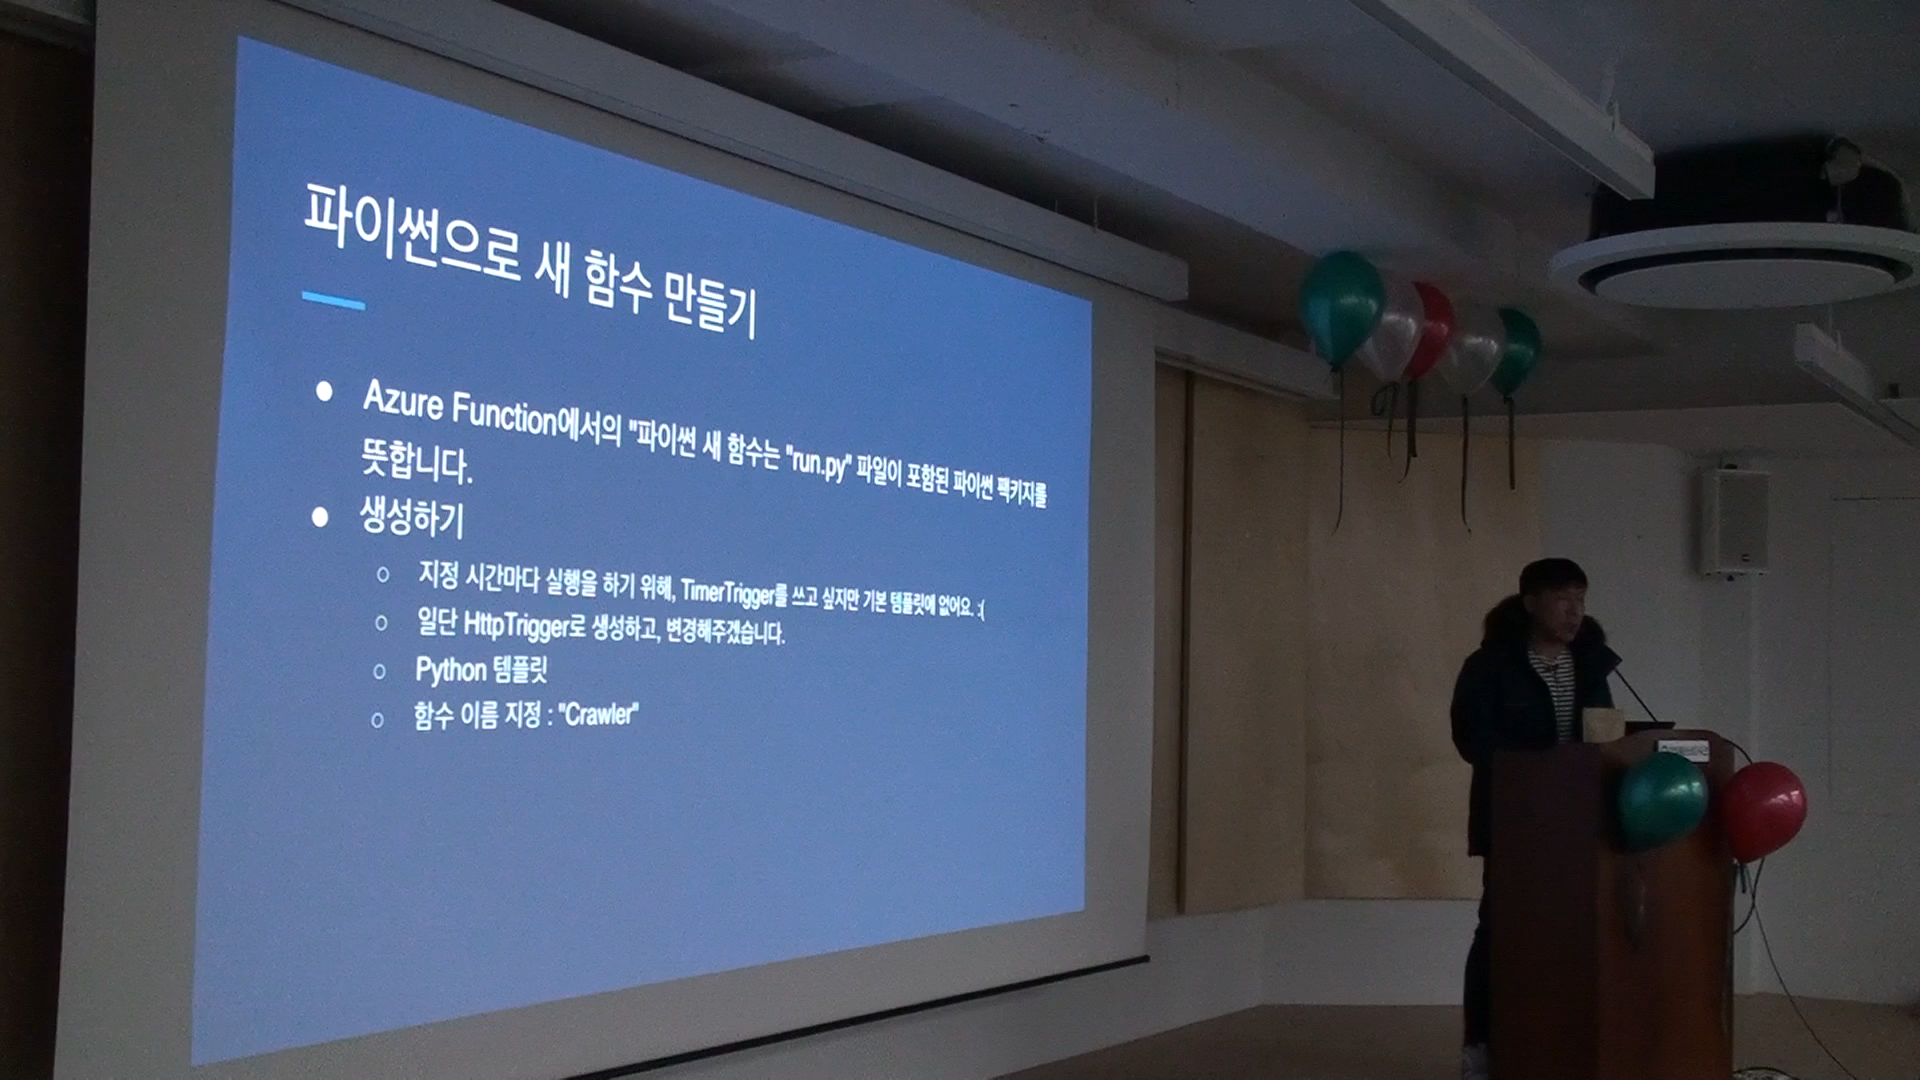 파이썬으로 새 함수 만들기
● Azure Function에서의 "파이썬 새 함수는 "run.py" 파일이 포함된 파이썬 팩키지를
뜻합니다.
● 생성하기
○ 지정 시간마다 실행을 하기 위해, TimerTrigger를 쓰고 싶지만 기본 템플릿에 없어요. :(
○ 일단 HttpTrigger로 생성하고, 변경해주겠습니다.
○ Python 템플릿
○ 함수 이름 지정 : "Crawler"